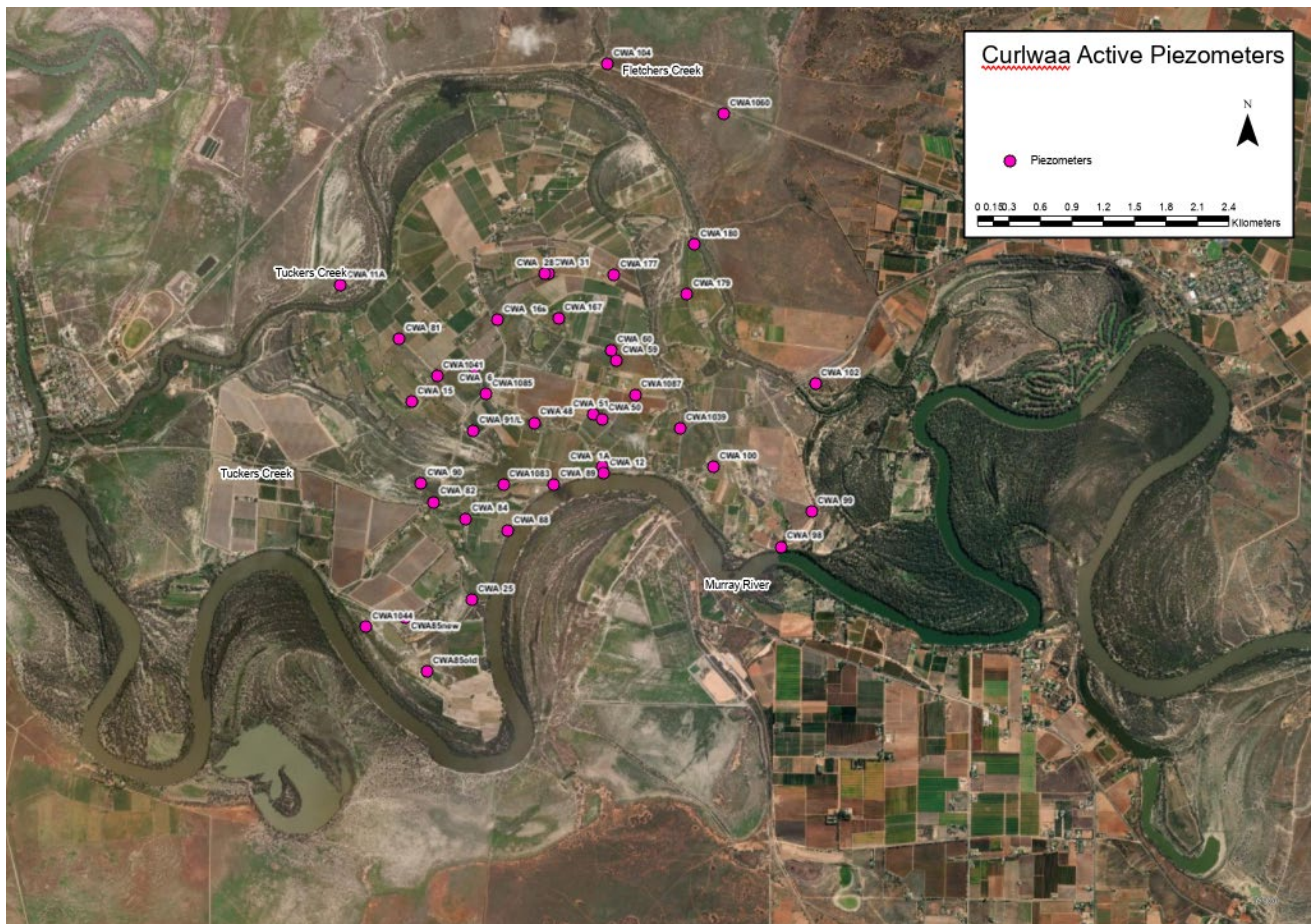 Curlwaa Active Piezometers
N
Piezometers
0 0.15 0.3 0.6 0.9 1.2 1.5 1.8 2.1 2.4
Kilometers
CWA 104
Fletchers Creek
CWA1060
CWA 180
CWA 28
CWA 31
CWA 177
Tuckers Creek
CWA 11A
CWA 179
CWA 16s
CWA 167
CWA 81
CWA 60
CWA 59
CWA1041
CWA 6
CWA 102
CWA1085
CWA1087
CWA 15
CWA 51
CWA 50
CWA 48
CWA 91/L
CWA1039
CWA 1A
CWA 12
CWA 100
Tuckers Creek
CWA 90
CWA1083
CWA 89
CWA 82
CWA 84
CWA 99
CWA 88
CWA 98
Murray River
CWA 25
CWA1044
CWA85new
CWA85old